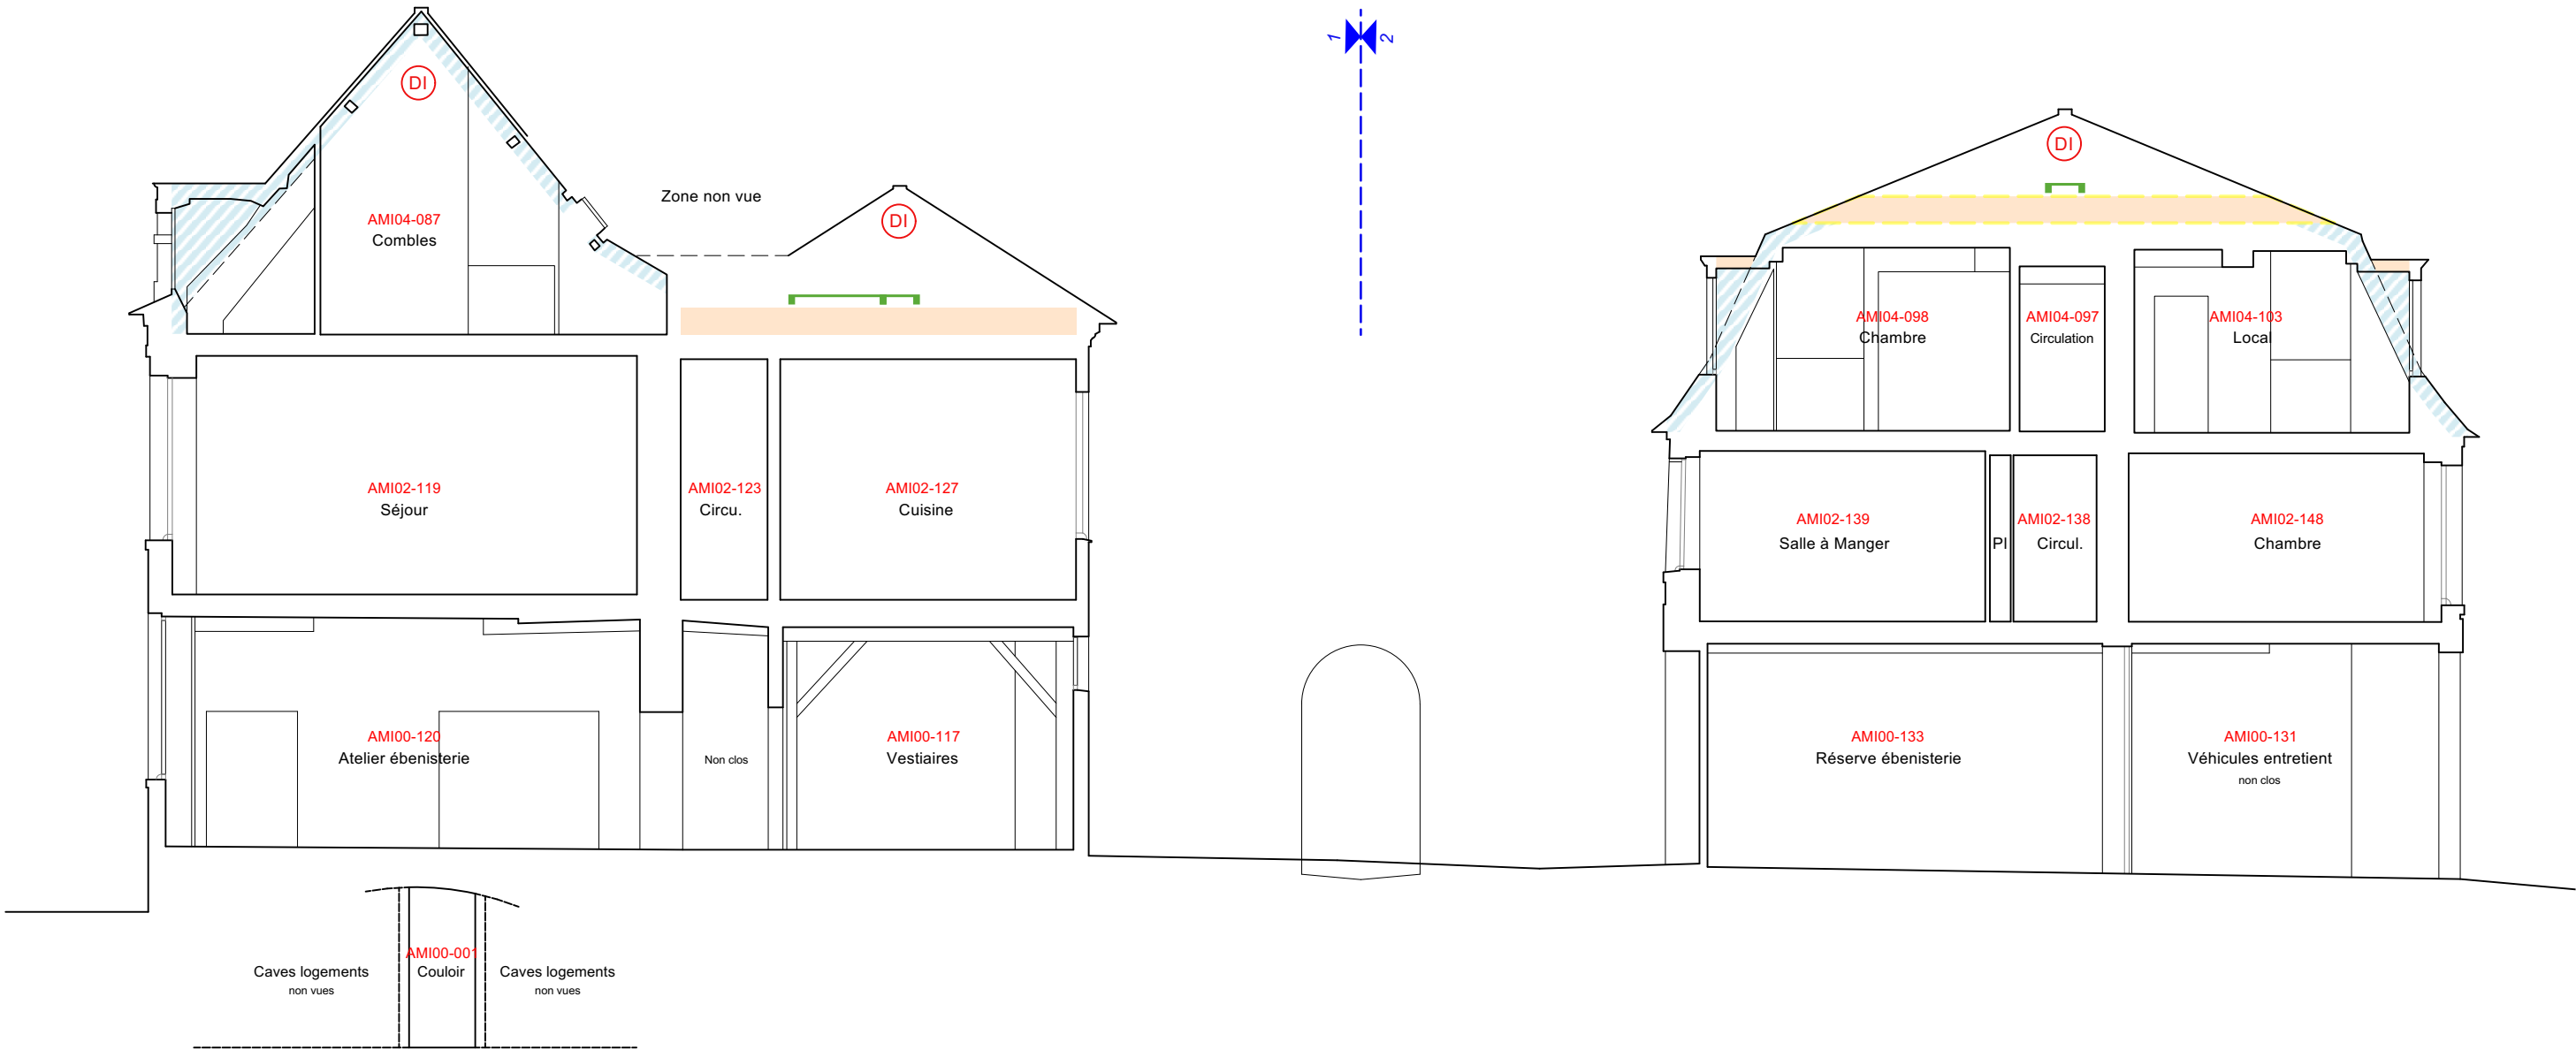 1
2
DI
DI
Zone non vue
DI
AMI04-087
Combles
AMI04-098
Chambre
AMI04-097
Circulation
AMI04-103
Local
AMI02-119
Séjour
AMI02-123
Circu.
AMI02-127
Cuisine
AMI02-139
Salle à Manger
Pl
AMI02-138
Circul.
AMI02-148
Chambre
AMI00-120
Atelier ébenisterie
Non clos
AMI00-117
Vestiaires
AMI00-133
Réserve ébenisterie
AMI00-131
Véhicules entretient
non clos
Caves logements
non vues
AMI00-001
Couloir
Caves logements
non vues